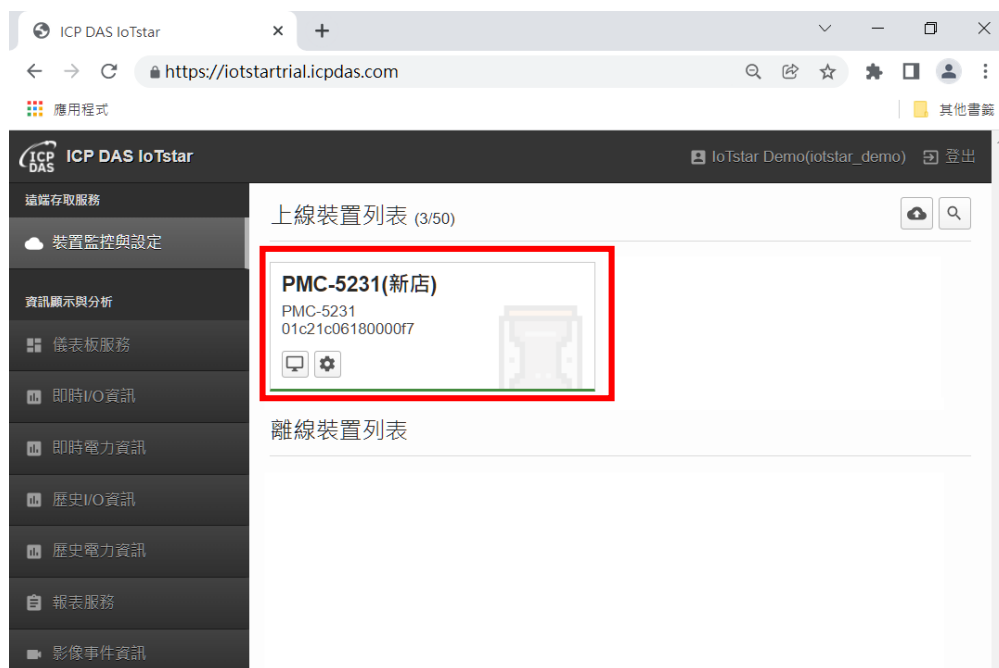 ICP DAS IoTstar
https://iotstartrial.icpdas.com
應用程式
其他書籤
ICP DAS
ICP DAS IoTstar
IoTstar Demo(iotstar_demo) 登出
遠端存取服務
裝置監控與設定
資訊顯示與分析
儀表板服務
即時I/O資訊
即時電力資訊
歷史I/O資訊
歷史電力資訊
報表服務
影像事件資訊
上線裝置列表 (3/50)
PMC-5231(新店)
PMC-5231
01c21c06180000f7
離線裝置列表